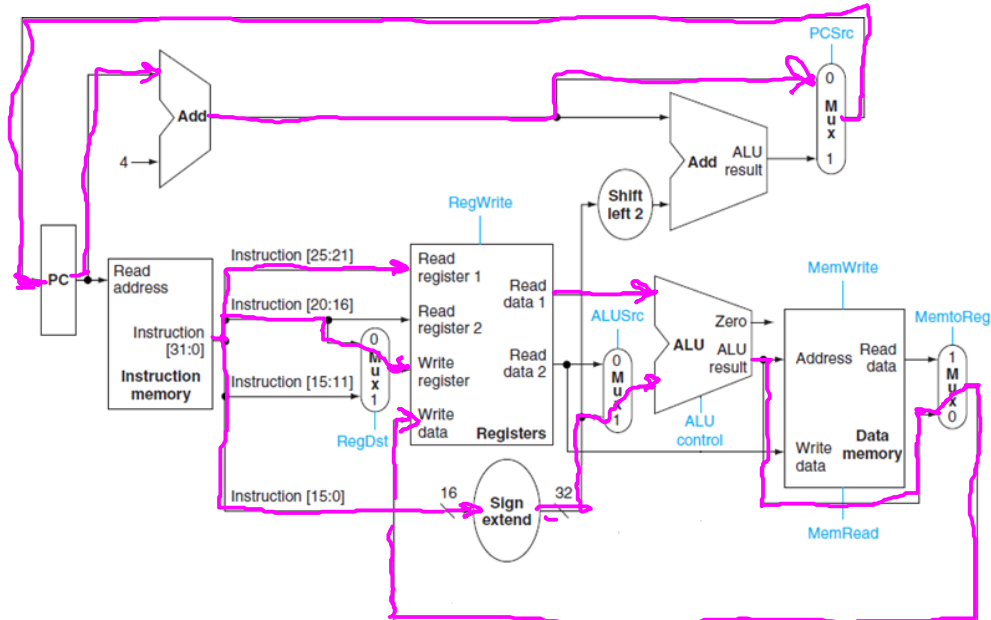 PCSrc
0
M
u
x
1
Add
4
Add
ALU
result
Shift
left 2
RegWrite
PC
Read
address
Instruction
[31:0]
Instruction
memory
Instruction [25:21]
Instruction [20:16]
Instruction [15:11]
Instruction [15:0]
0
M
u
x
1
RegDst
Read
register 1
Read
register 2
Write
register
Write
data
Read
data 1
Read
data 2
Registers
16
Sign
extend
32
ALUSrc
0
M
u
x
1
Zero
ALU
ALU
result
ALU
control
MemWrite
Address
Read
data
Write
data
Data
memory
MemRead
MemtoReg
1
M
u
x
0